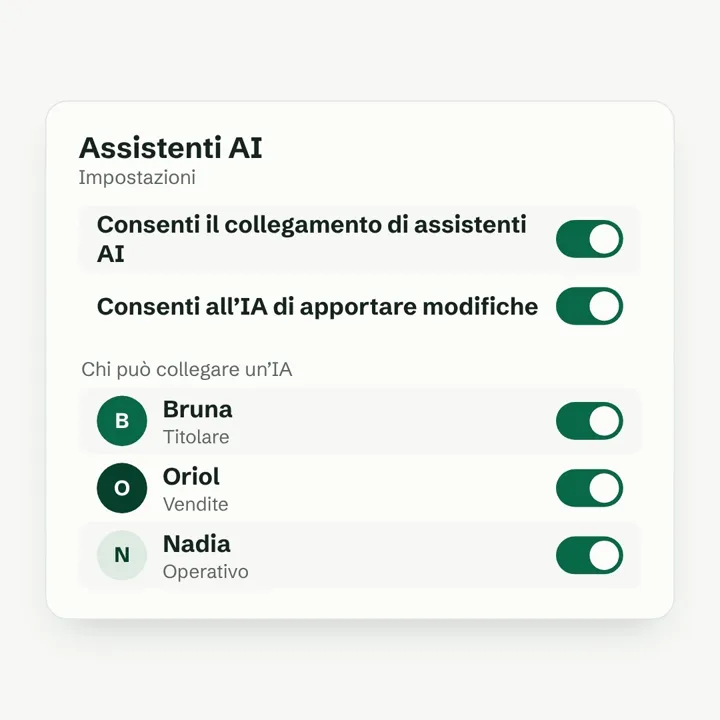 Assistenti AI
Impostazioni
Consenti il collegamento di assistenti
AI
Consenti all’IA di apportare modifiche
Chi può collegare un’IA
B
Bruna
Titolare
O
Oriol
Vendite
N
Nadia
Operativo